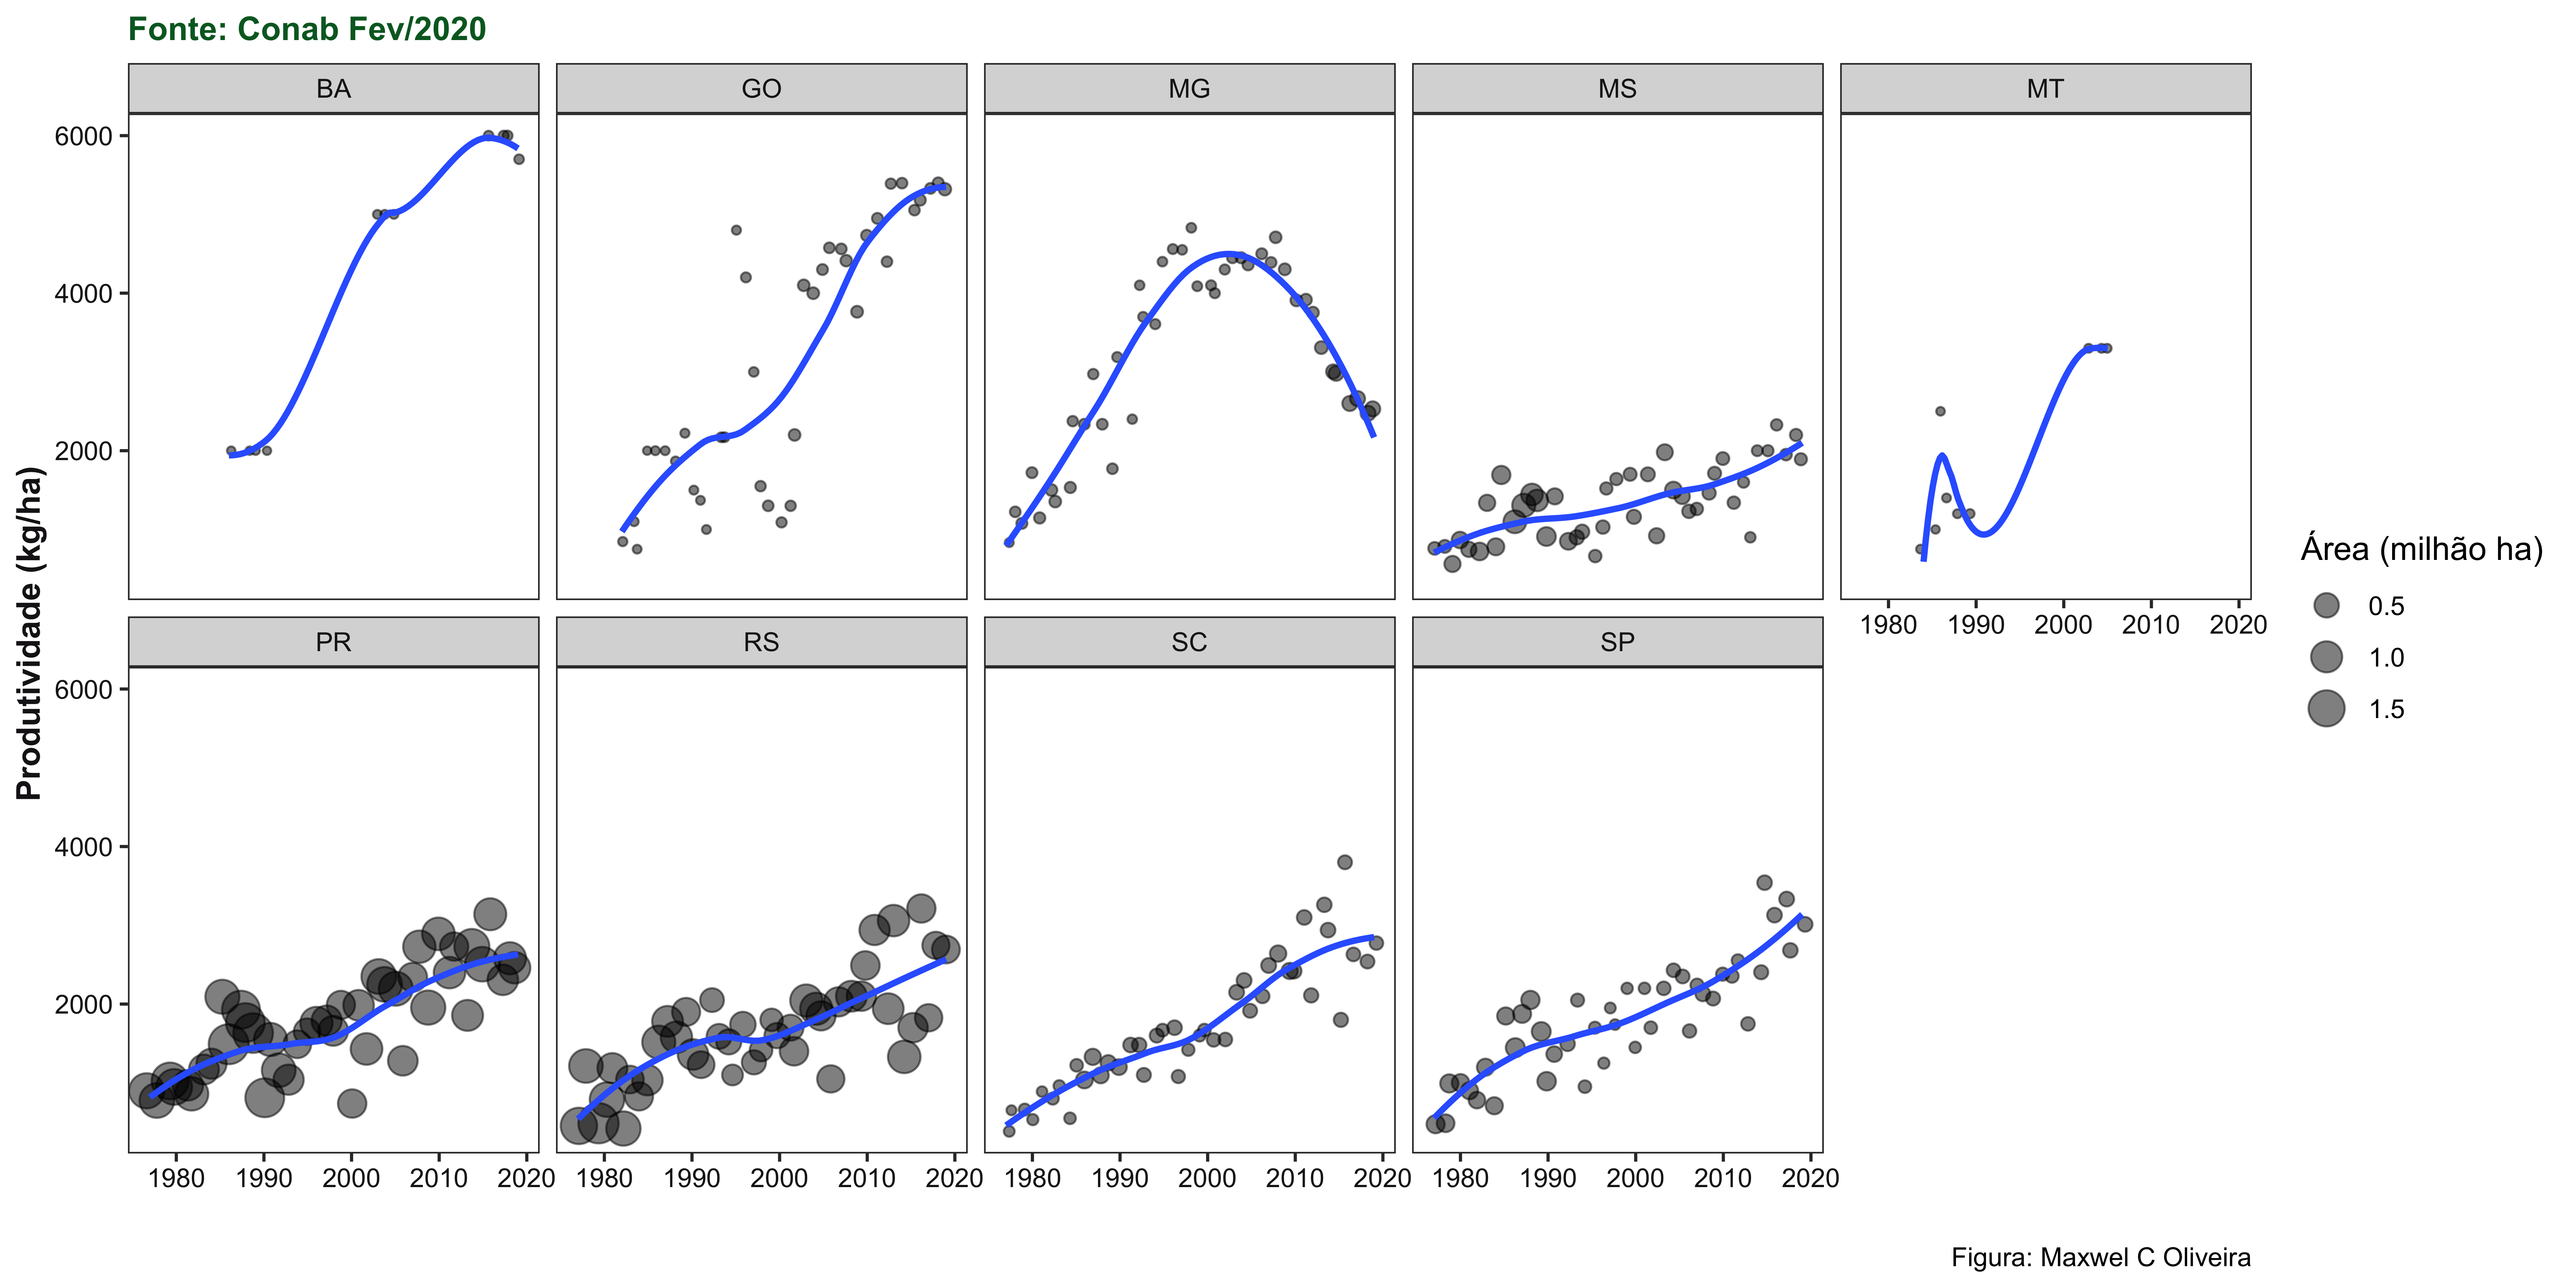 Fonte: Conab Fev/2020
BA GO MG MS MT
6000
4000
2000
Produtividade (kg/ha)
1980 1990 2000 2010 2020
Área (milhão ha)
0.5
1.0
1.5
PR RS SC SP
6000
4000
2000
1980 1990 2000 2010 2020 1980 1990 2000 2010 2020 1980 1990 2000 2010 2020 1980 1990 2000 2010 2020
Figura: Maxwel C Oliveira